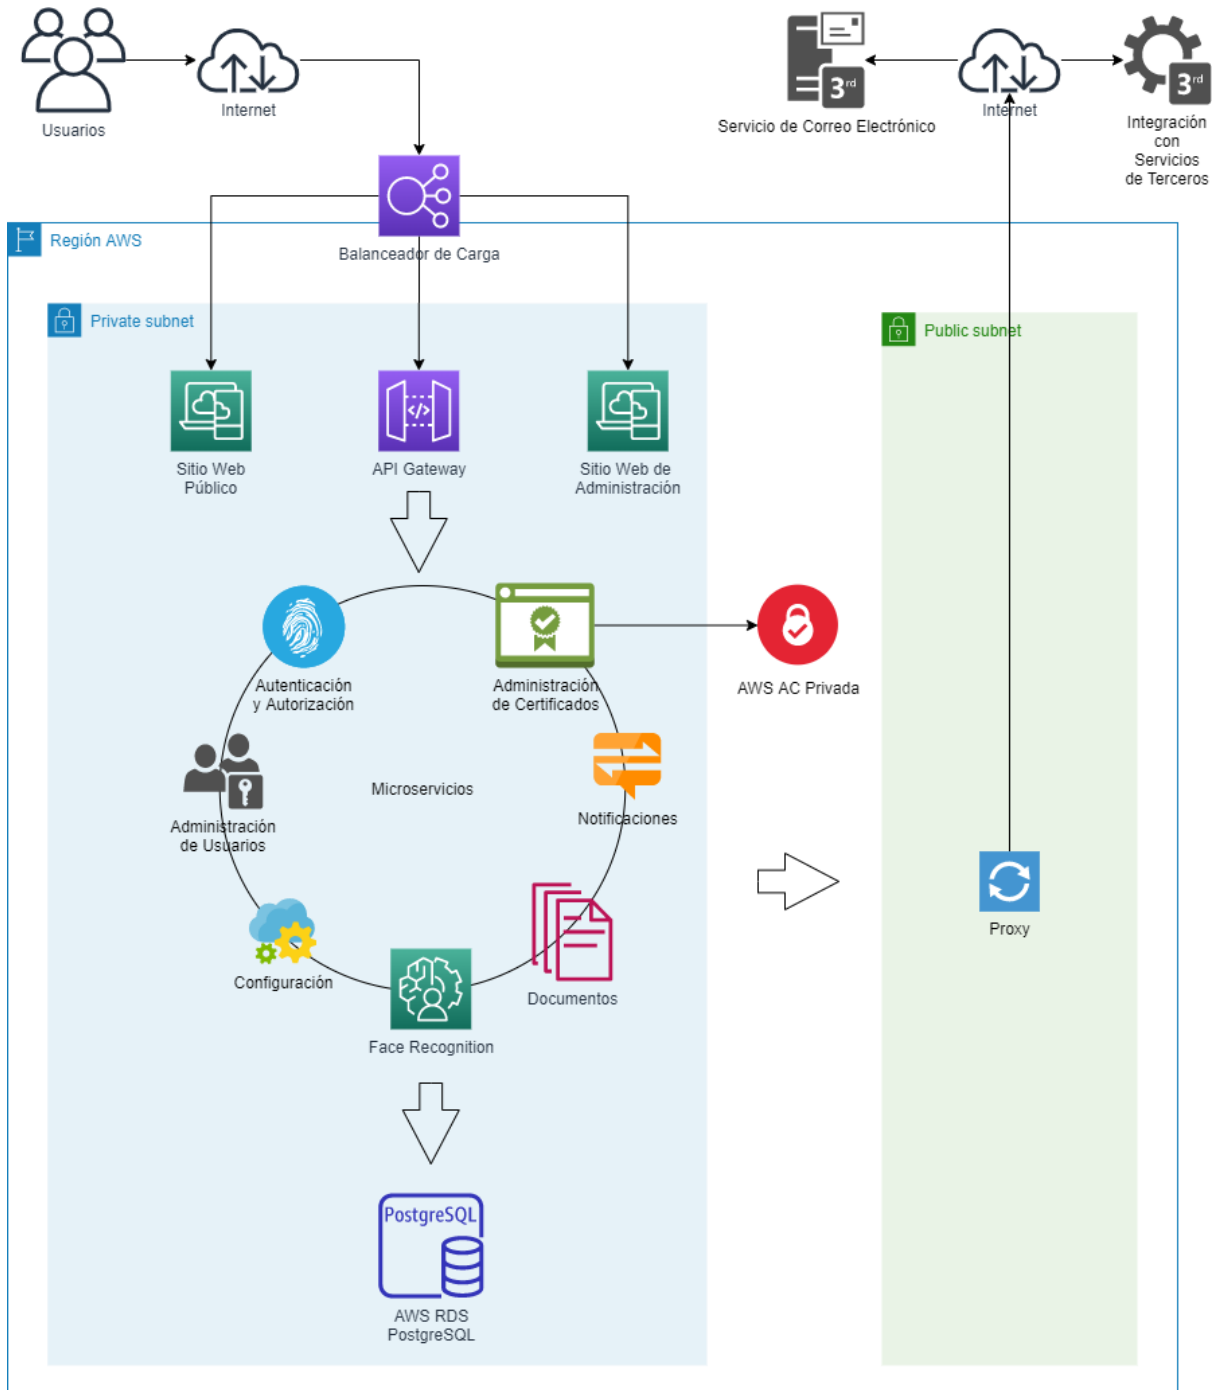 Usuarios
Internet
Servicio de Correo Electrónico
3rd
Internet
3rd
Integración
con
Servicios
de Terceros
Balanceador de Carga
Región AWS
Private subnet
Public subnet
</>
Sitio Web
Público
API Gateway
Sitio Web de
Administración
Autenticación
y Autorización
Administración
de Certificados
AWS AC Privada
Microservicios
Administración
de Usuarios
Notificaciones
Configuración
Documentos
Face Recognition
Proxy
PostgreSQL
AWS RDS
PostgreSQL